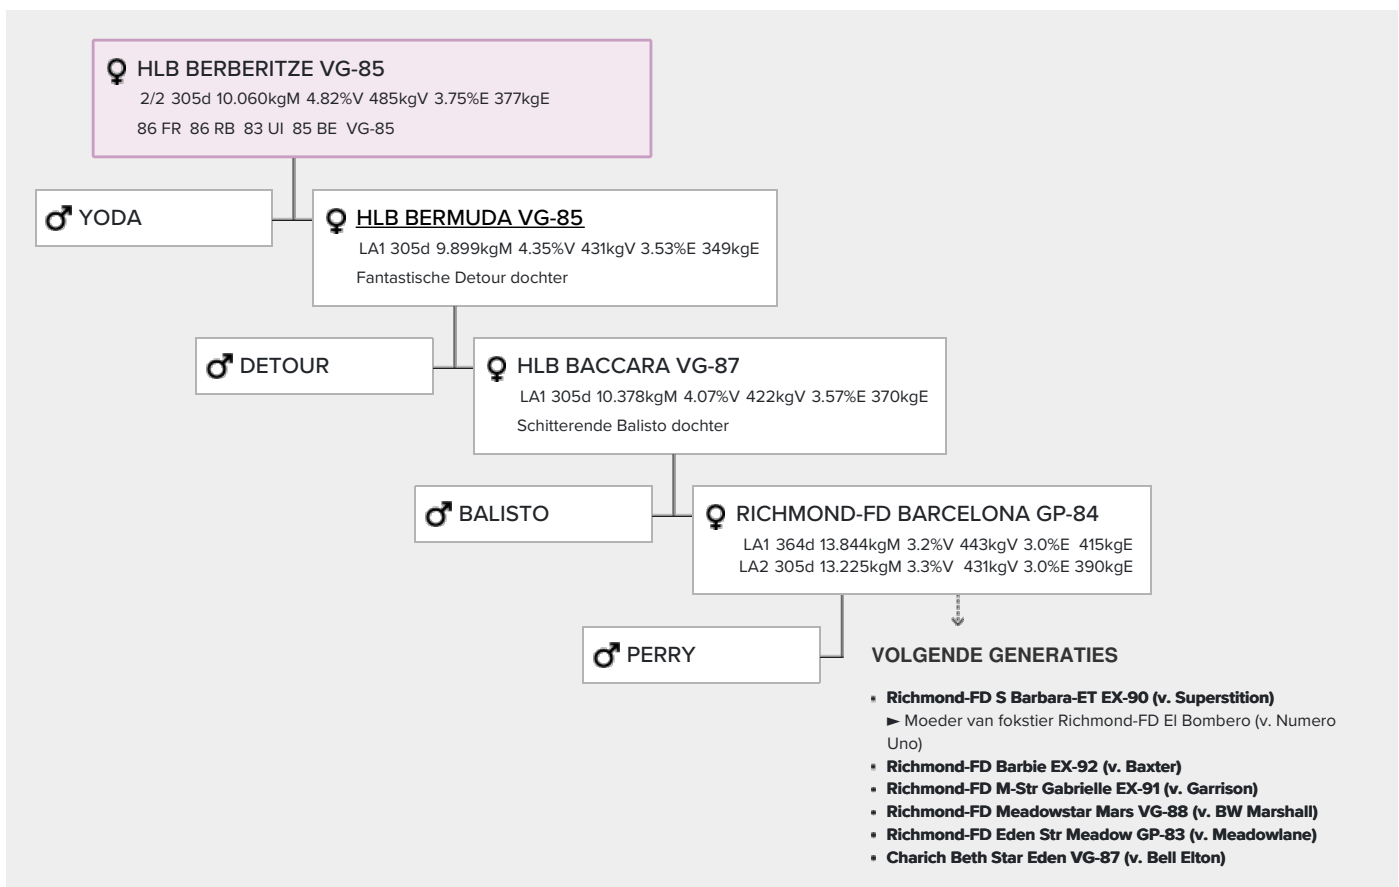 HLB BERBERITZE VG-85
2/2 305d 10.060kgM 4.82%V 485kgV 3.75%E 377kgE
86 FR 86 RB 83 UI 85 BE VG-85
YODA
HLB BERMUDA VG-85
LA1 305d 9.899kgM 4.35%V 431kgV 3.53%E 349kgE
Fantastische Detour dochter
DETOUR
HLB BACCARA VG-87
LA1 305d 10.378kgM 4.07%V 422kgV 3.57%E 370kgE
Schitterende Balisto dochter
BALISTO
RICHMOND-FD BARCELONA GP-84
LA1 364d 13.844kgM 3.2%V 443kgV 3.0%E 415kgE
LA2 305d 13.225kgM 3.3%V 431kgV 3.0%E 390kgE
PERRY
VOLGENDE GENERATIES
Richmond-FD S Barbara-ET EX-90 (v. Superstition)
► Moeder van fokstier Richmond-FD El Bombero (v. Numero
Uno)
Richmond-FD Barbie EX-92 (v. Baxter)
Richmond-FD M-Str Gabrielle EX-91 (v. Garrison)
Richmond-FD Meadowstar Mars VG-88 (v. BW Marshall)
Richmond-FD Eden Str Meadow GP-83 (v. Meadowlane)
Charich Beth Star Eden VG-87 (v. Bell Elton)